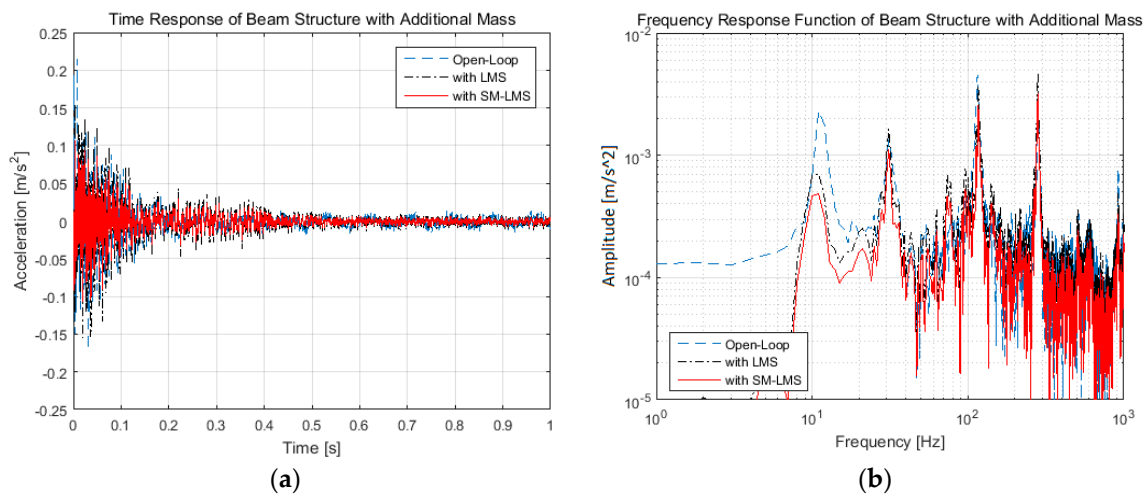 Time Response of Beam Structure with Additional Mass
0.25
0.2
0.15
0.1
0.05
0
-0.05
-0.1
-0.15
-0.2
-0.25
Acceleration [m/s²]
Open-Loop
with LMS
with SM-LMS
0 0.1 0.2 0.3 0.4 0.5 0.6 0.7 0.8 0.9 1
Time [s]
(a)
Frequency Response Function of Beam Structure with Additional Mass
10⁻²
10⁻³
10⁻⁴
10⁻⁵
Amplitude [m/s^2]
Open-Loop
with LMS
with SM-LMS
10⁰ 10¹ 10² 10³
Frequency [Hz]
(b)